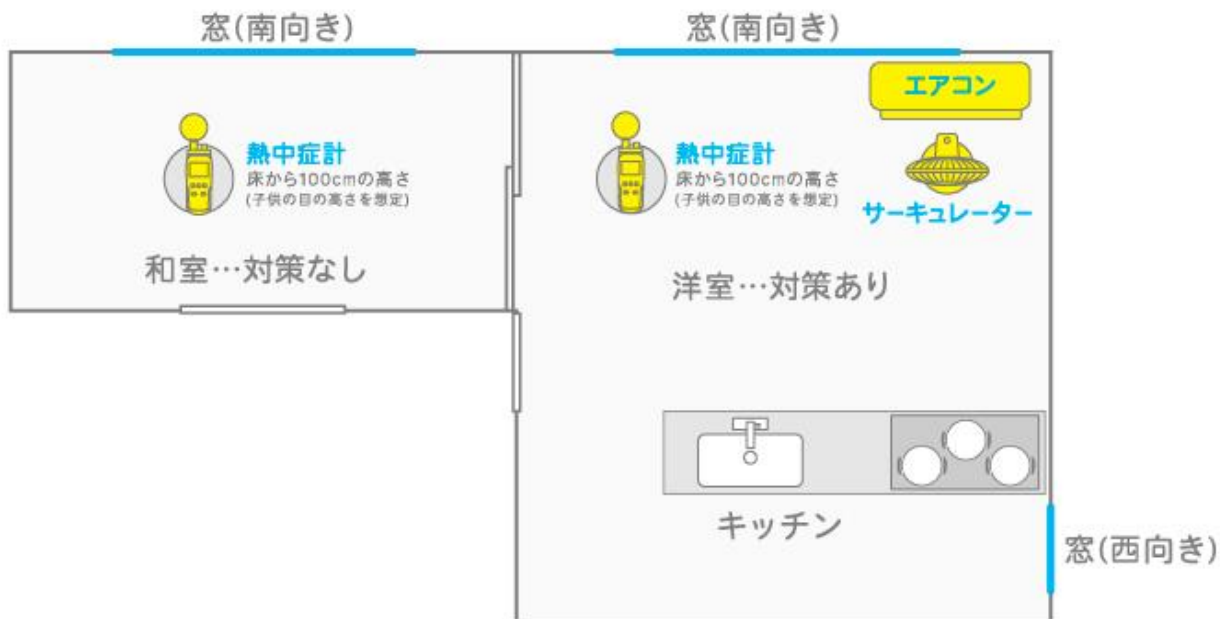 窓(南向き)
窓(南向き)
エアコン
熱中症計
床から100cmの高さ
(子供の目の高さを想定)
熱中症計
床から100cmの高さ
(子供の目の高さを想定)
サーキュレーター
和室…対策なし
洋室…対策あり
キッチン
窓(西向き)